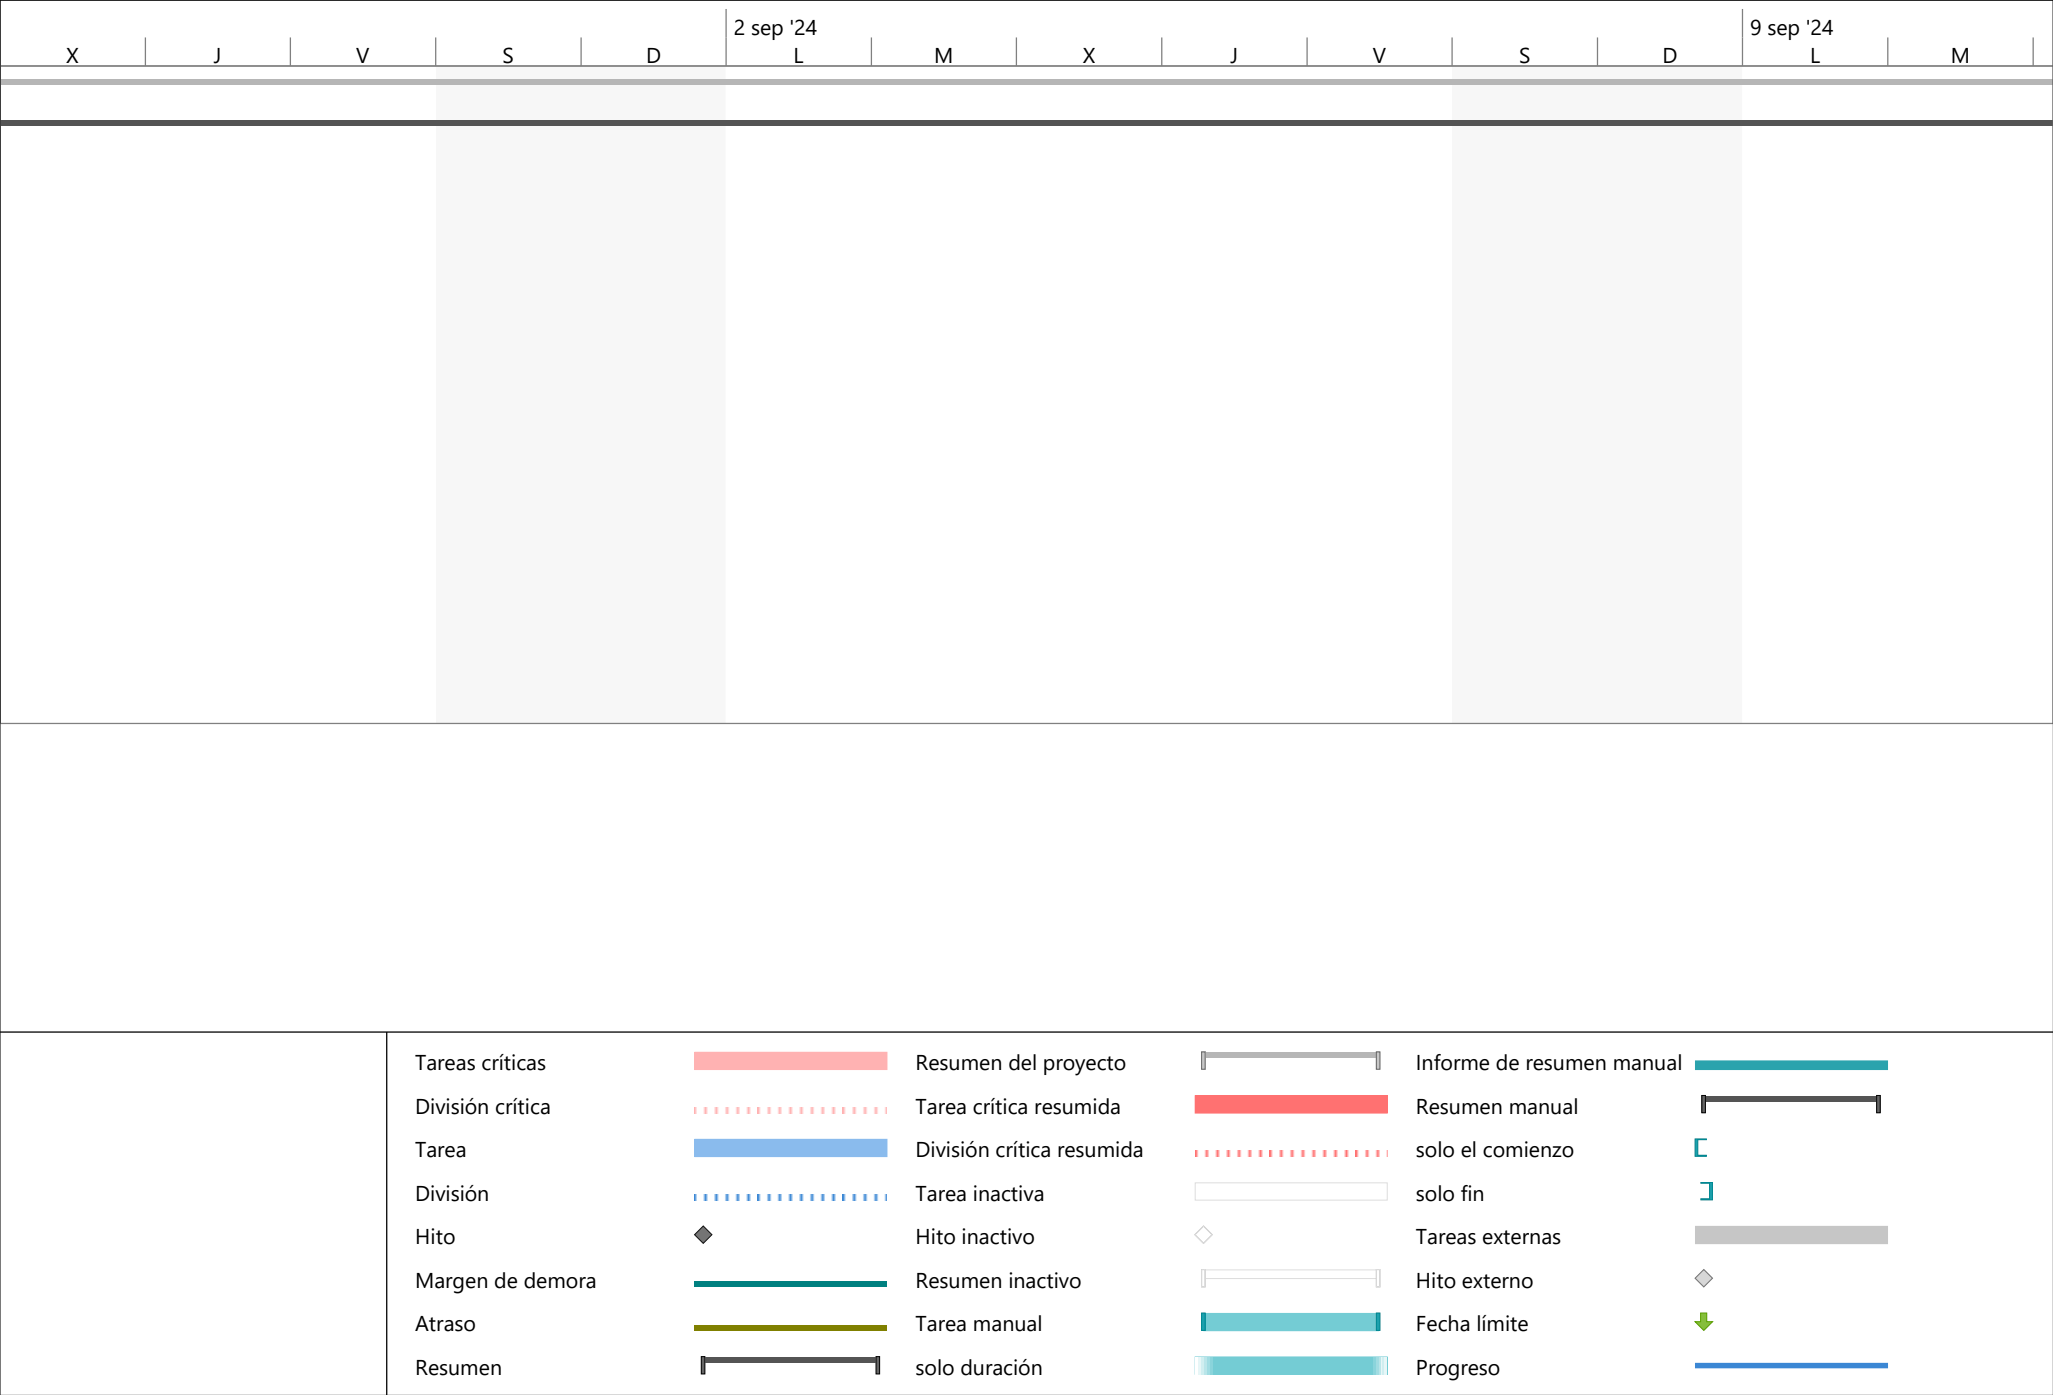 2 sep '24 9 sep '24
X J V S D L M X J V S D L M
Tareas críticas Resumen del proyecto Informe de resumen manual
División crítica Tarea crítica resumida Resumen manual
Tarea División crítica resumida solo el comienzo
División Tarea inactiva solo fin
Hito Hito inactivo Tareas externas
Margen de demora Resumen inactivo Hito externo
Atraso Tarea manual Fecha límite
Resumen solo duración Progreso